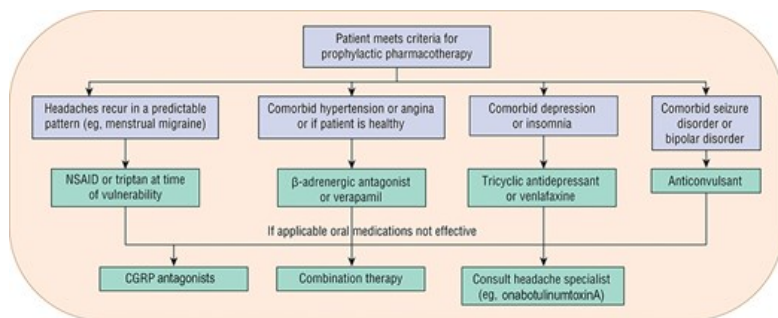 Patient meets criteria for
prophylactic pharmacotherapy
Headaches recur in a predictable
pattern (eg, menstrual migraine)
Comorbid hypertension or angina
or if patient is healthy
Comorbid depression
or insomnia
Comorbid seizure
disorder or
bipolar disorder
NSAID or triptan at time
of vulnerability
β-adrenergic antagonist
or verapamil
Tricyclic antidepressant
or venlafaxine
Anticonvulsant
If applicable oral medications not effective
CGRP antagonists
Combination therapy
Consult headache specialist
(eg, onabotulinumtoxinA)